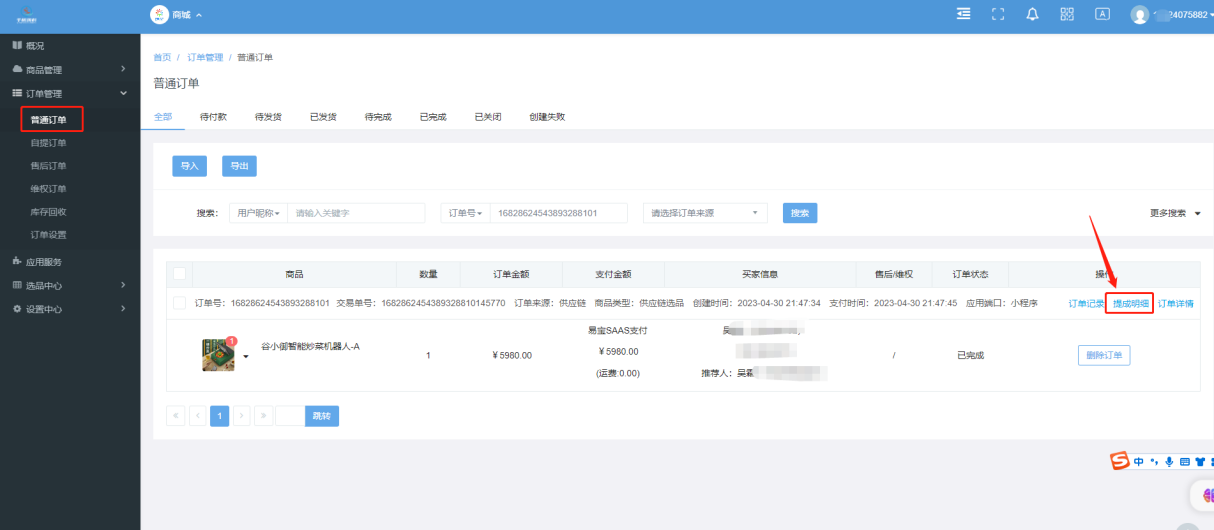 商城
24075882
概况
商品管理
订单管理
普通订单
自提订单
售后订单
维权订单
库存回收
订单设置
应用服务
选品中心
设置中心
首页 / 订单管理 / 普通订单
普通订单
全部 待付款 待发货 已发货 待完成 已完成 已关闭 创建失败
导入 导出
搜索: 用户昵称 请输入关键字 订单号 16828624543893288101 请选择订单来源 搜索 更多搜索
商品 数量 订单金额 支付金额 买家信息 售后/维权 订单状态 操作
订单号: 16828624543893288101 交易单号: 1682862454389328810145770 订单来源: 供应链 商品类型: 供应链选品 创建时间: 2023-04-30 21:47:34 支付时间: 2023-04-30 21:47:45 应用端口: 小程序 订单记录 提成明细 订单详情
易宝SAAS支付
谷小御智能炒菜机器人-A 1 ¥5980.00 ¥5980.00 / 已完成 删除订单
(运费:0.00) 推荐人: 吴霸
« ‹ 1 › » 跳转
中